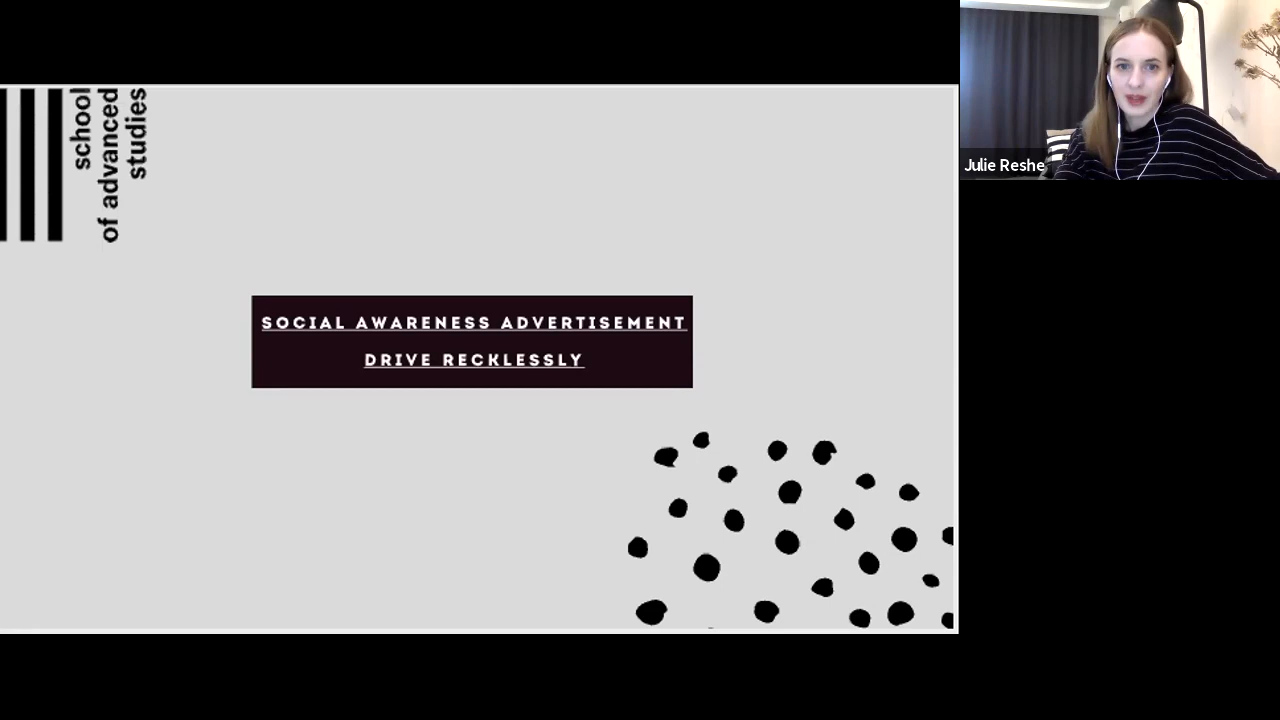 school
of advanced
studies
SOCIAL AWARENESS ADVERTISEMENT
DRIVE RECKLESSLY
Julie Reshe